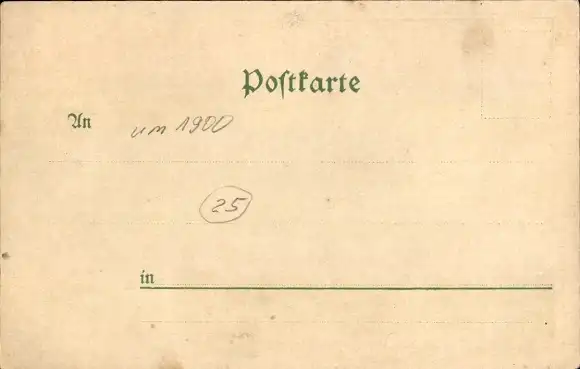 Postkarte
An um 1900
25
in